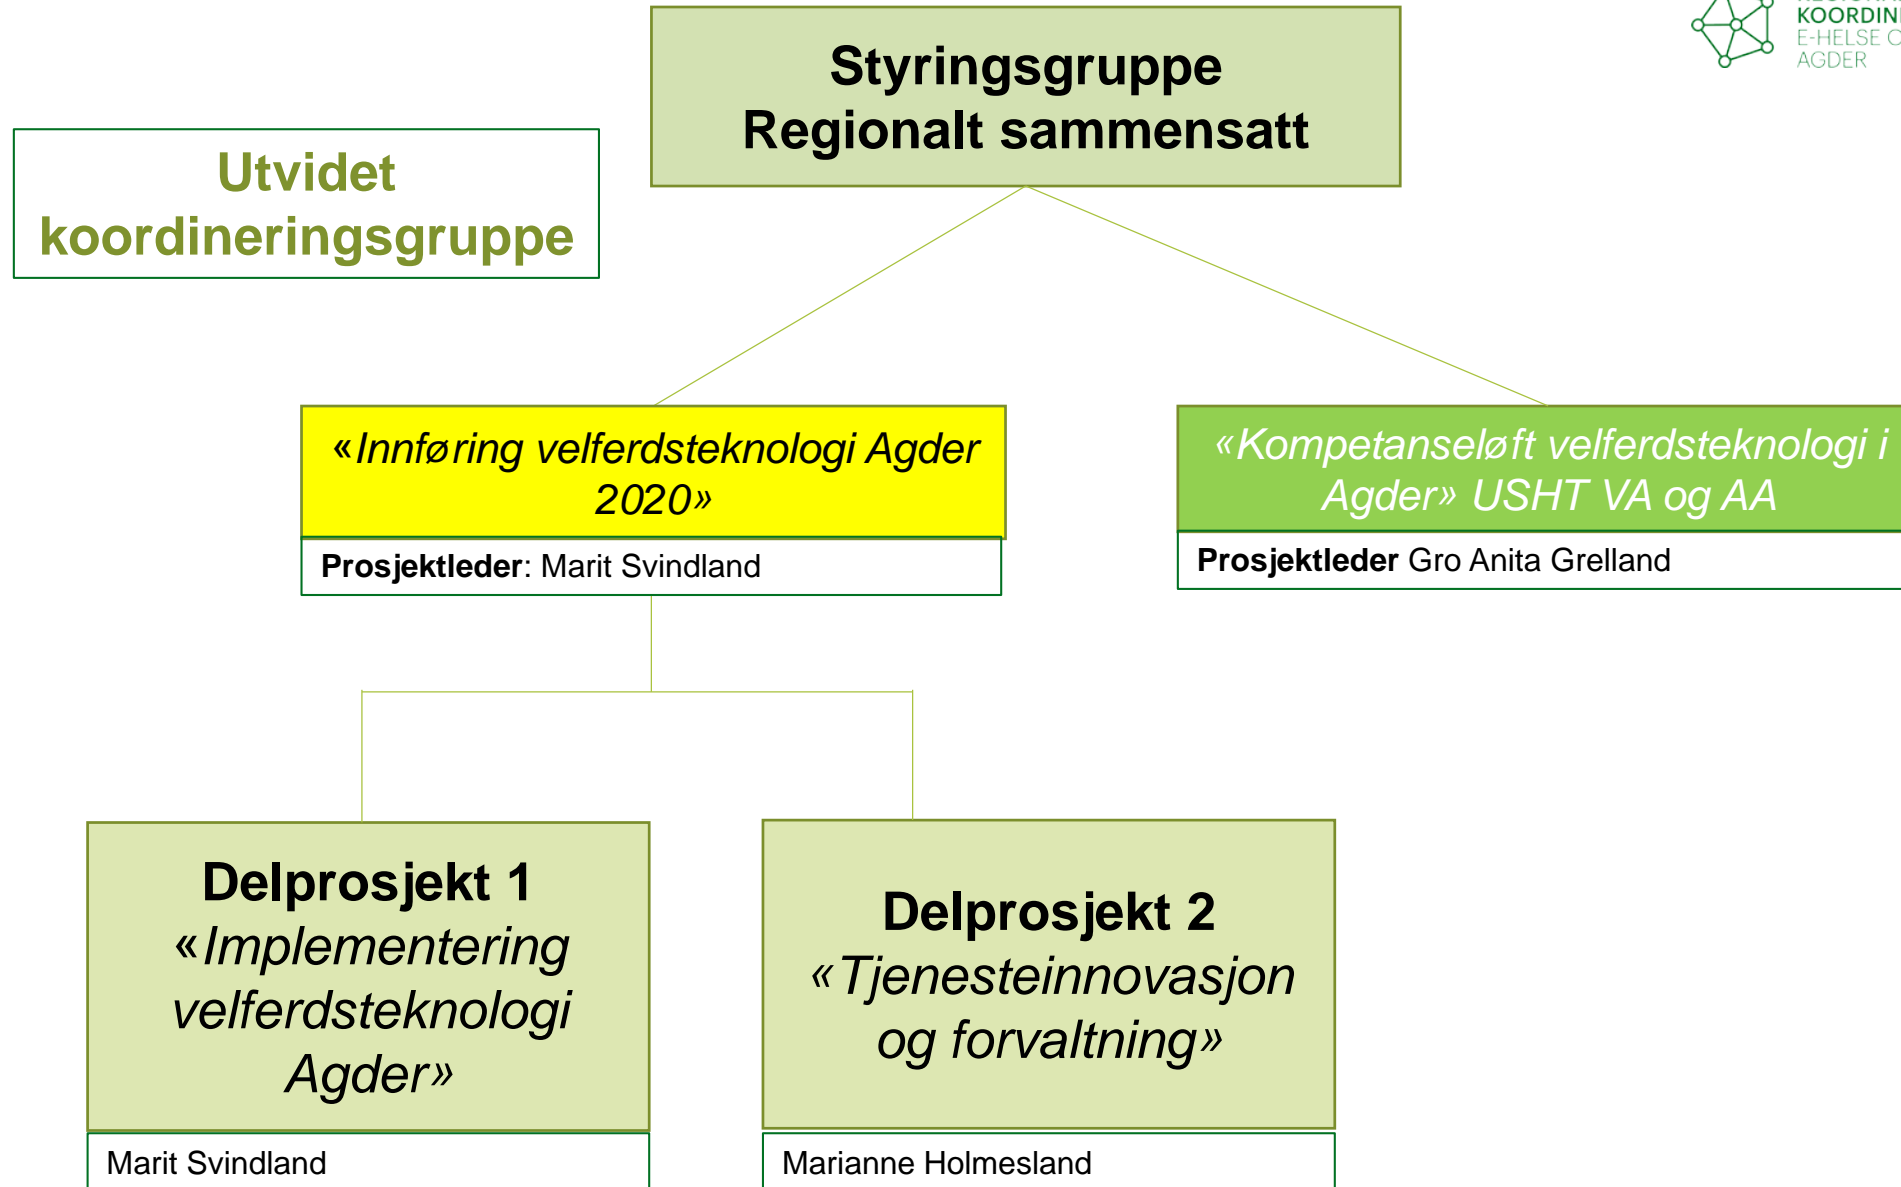 KOORDIN
E-HELSE O
AGDER
Styringsgruppe
Regionalt sammensatt
Utvidet
koordineringsgruppe
«Innføring velferdsteknologi Agder
2020»
Prosjektleder: Marit Svindland
«Kompetanseløft velferdsteknologi i
Agder» USHT VA og AA
Prosjektleder Gro Anita Grelland
Delprosjekt 1
«Implementering
velferdsteknologi
Agder»
Marit Svindland
Delprosjekt 2
«Tjenesteinnovasjon
og forvaltning»
Marianne Holmesland